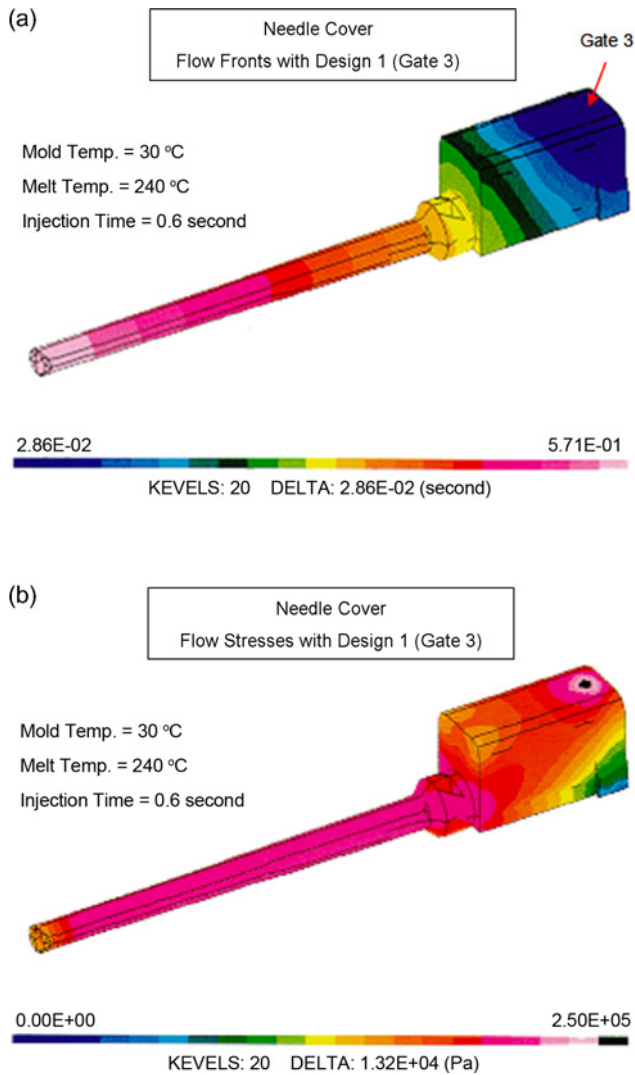 (a)
Needle Cover
Flow Fronts with Design 1 (Gate 3)
Gate 3
Mold Temp. = 30 °C
Melt Temp. = 240 °C
Injection Time = 0.6 second
2.86E-02
5.71E-01
KEVELS: 20 DELTA: 2.86E-02 (second)
(b)
Needle Cover
Flow Stresses with Design 1 (Gate 3)
Mold Temp. = 30 °C
Melt Temp. = 240 °C
Injection Time = 0.6 second
0.00E+00
2.50E+05
KEVELS: 20 DELTA: 1.32E+04 (Pa)